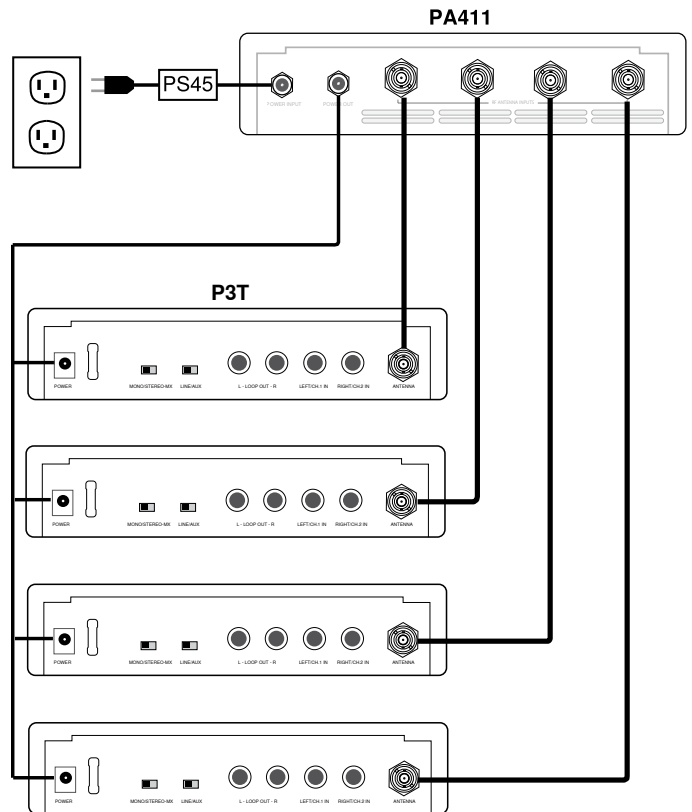 PA411
PS45
POWER INPUT
POWER OUT
RF ANTENNA INPUTS
P3T
POWER
MONO/STEREO-MX
LINE/AUX
L - LOOP OUT - R
LEFT/CH.1 IN
RIGHT/CH.2 IN
ANTENNA
POWER
MONO/STEREO-MX
LINE/AUX
L - LOOP OUT - R
LEFT/CH.1 IN
RIGHT/CH.2 IN
ANTENNA
POWER
MONO/STEREO-MX
LINE/AUX
L - LOOP OUT - R
LEFT/CH.1 IN
RIGHT/CH.2 IN
ANTENNA
POWER
MONO/STEREO-MX
LINE/AUX
L - LOOP OUT - R
LEFT/CH.1 IN
RIGHT/CH.2 IN
ANTENNA